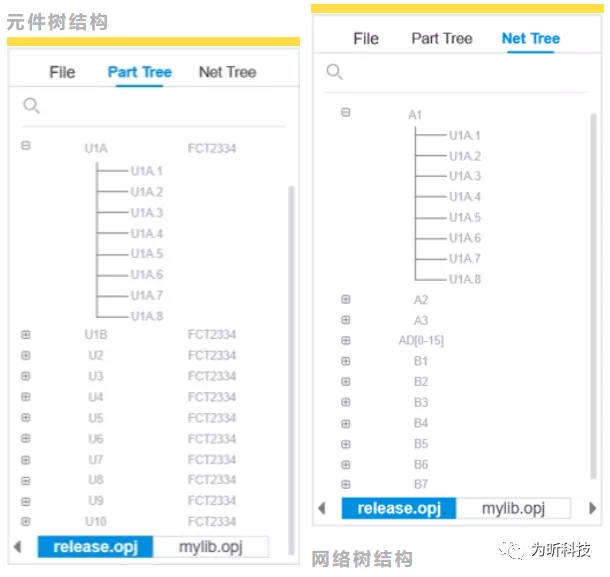 元件树结构
File Part Tree Net Tree
U1A FCT2334
U1A.1
U1A.2
U1A.3
U1A.4
U1A.5
U1A.6
U1A.7
U1A.8
U1B FCT2334
U2 FCT2334
U3 FCT2334
U4 FCT2334
U5 FCT2334
U6 FCT2334
U7 FCT2334
U8 FCT2334
U9 FCT2334
U10 FCT2334
release.opj mylib.opj
File Part Tree Net Tree
A1
U1A.1
U1A.2
U1A.3
U1A.4
U1A.5
U1A.6
U1A.7
U1A.8
A2
A3
AD[0-15]
B1
B2
B3
B4
B5
B6
B7
release.opj mylib.opj
网络树结构
为昕科技